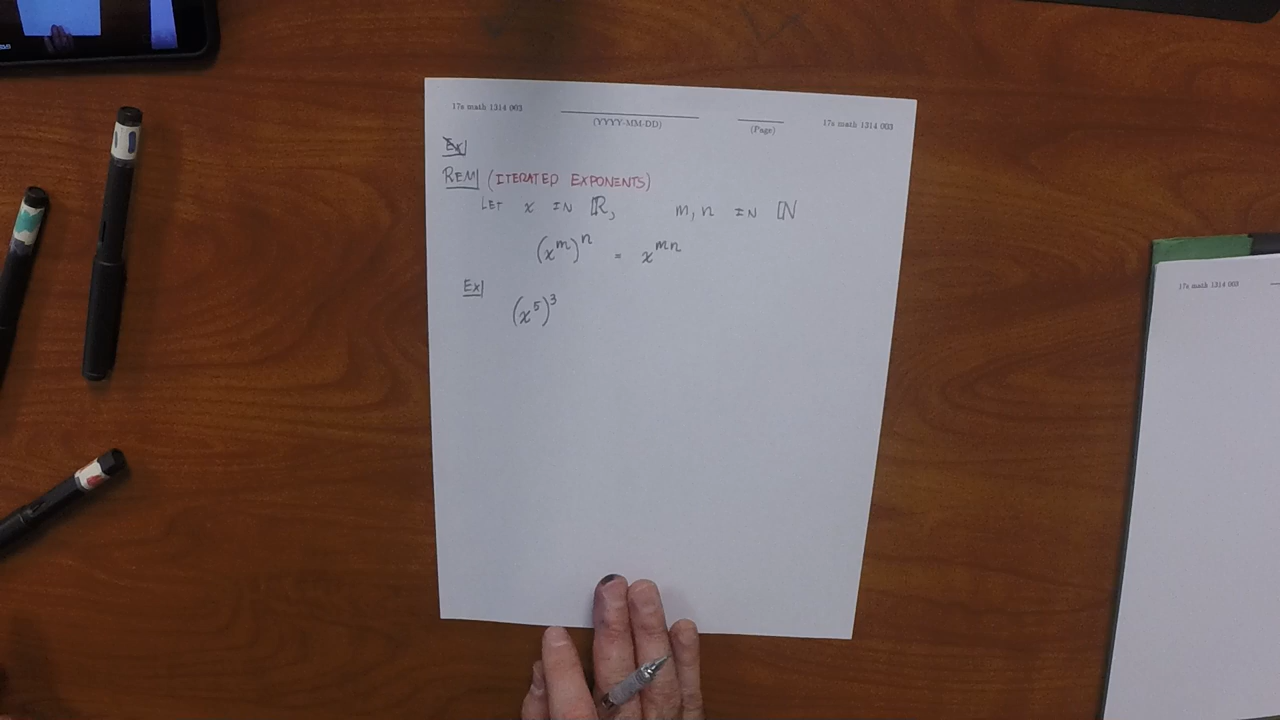 17s math 1314 003 (YYYY-MM-DD) (Page) 17s math 1314 003
Ex
REM (ITERATED EXPONENTS)
LET x IN ℝ, m, n IN ℕ
(x^m)^n = x^mn
Ex
(x^5)^3
17s math 1314 003